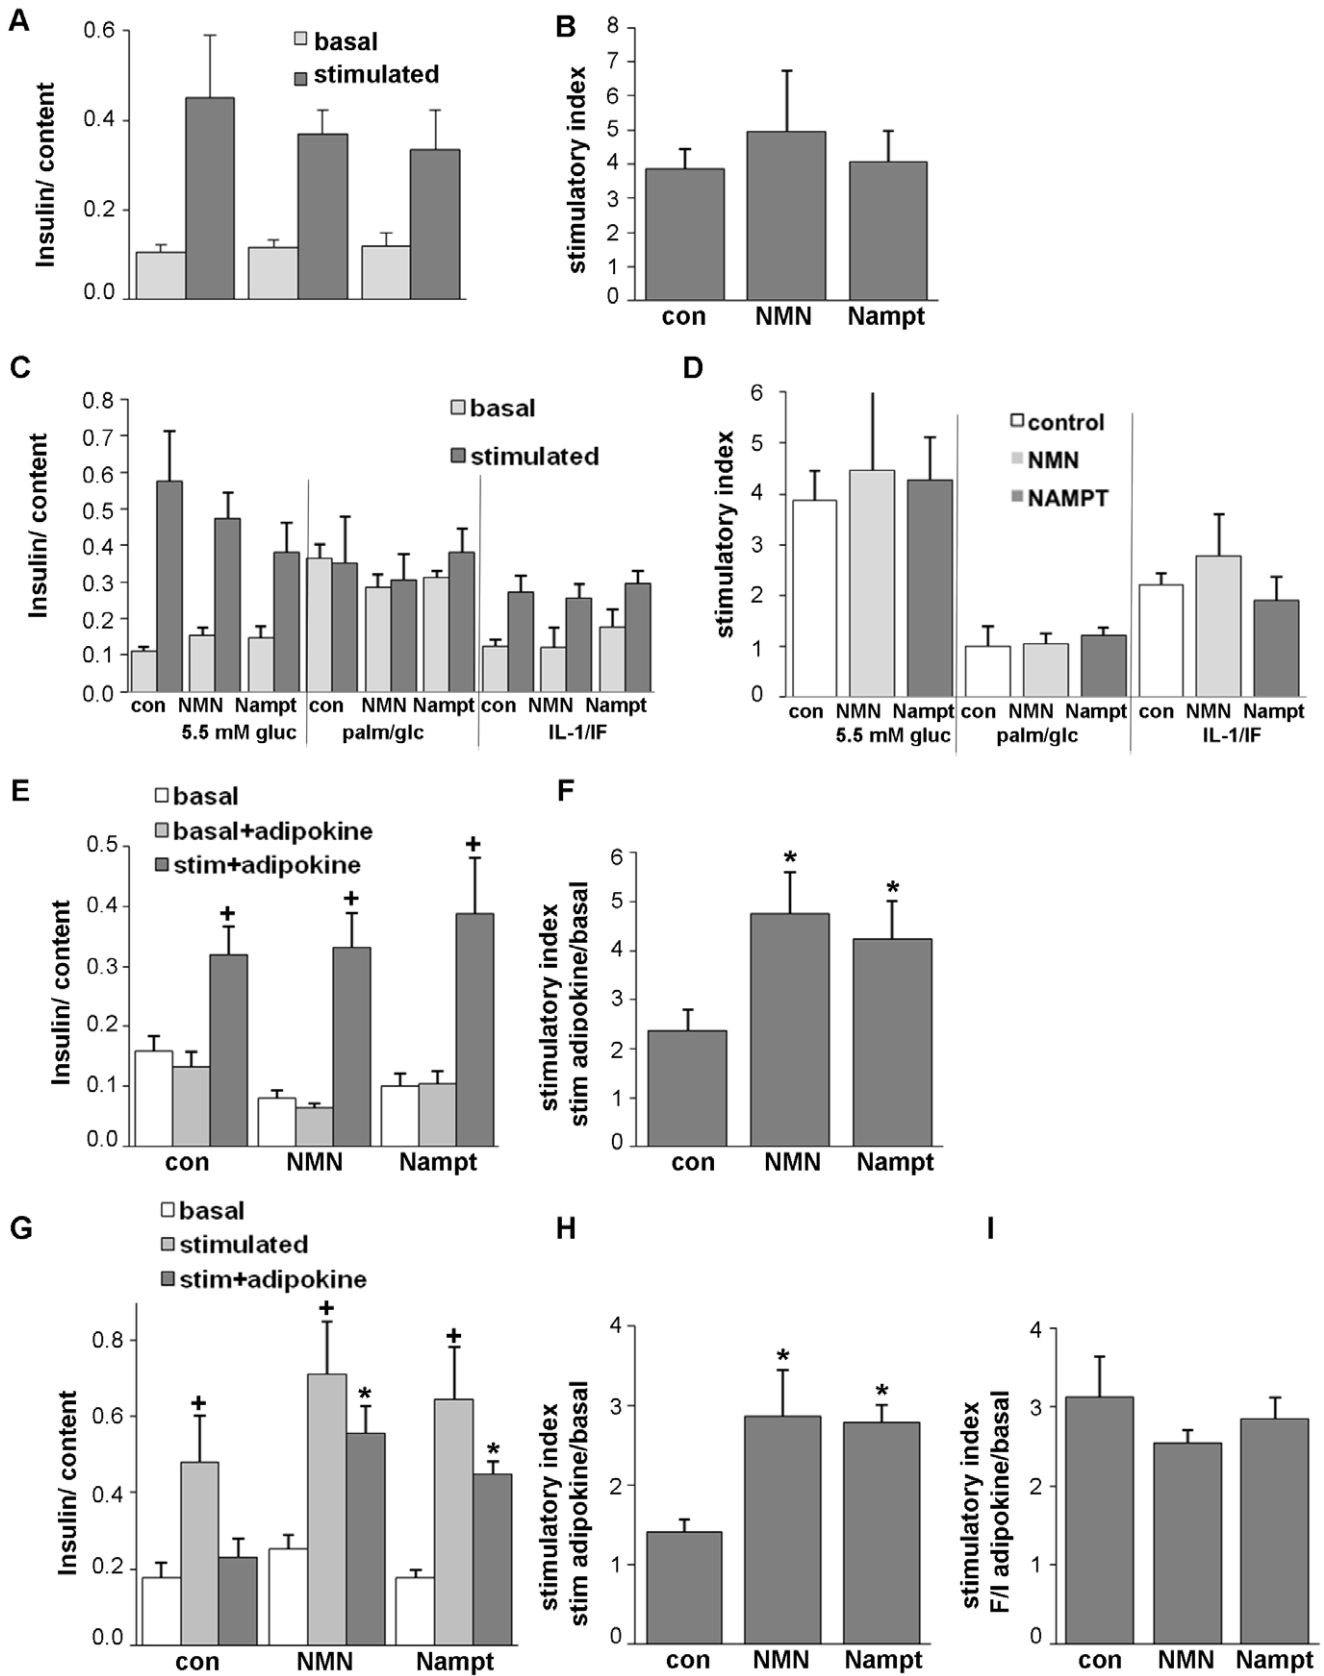 A
Insulin/ content
0.6
0.4
0.2
0.0
basal
stimulated
B
stimulatory index
8
7
6
5
4
3
2
1
0
con NMN Nampt
C
Insulin/ content
0.8
0.7
0.6
0.5
0.4
0.3
0.2
0.1
0.0
basal
stimulated
con NMN Nampt con NMN Nampt con NMN Nampt
5.5 mM gluc palm/glc IL-1/IF
D
stimulatory index
6
5
4
3
2
1
0
control
NMN
NAMPT
con NMN Nampt con NMN Nampt con NMN Nampt
5.5 mM gluc palm/glc IL-1/IF
E
basal
basal+adipokine
stim+adipokine
Insulin/ content
0.5
0.4
0.3
0.2
0.1
0.0
+ + +
con NMN Nampt
F
stimulatory index
stim adipokine/basal
6
5
4
3
2
1
0
* *
con NMN Nampt
G
basal
stimulated
stim+adipokine
Insulin/ content
0.8
0.6
0.4
0.2
0.0
+ + * + *
con NMN Nampt
H
stimulatory index
stim adipokine/basal
4
3
2
1
0
* *
con NMN Nampt
I
stimulatory index
F/I adipokine/basal
4
3
2
1
0
con NMN Nampt